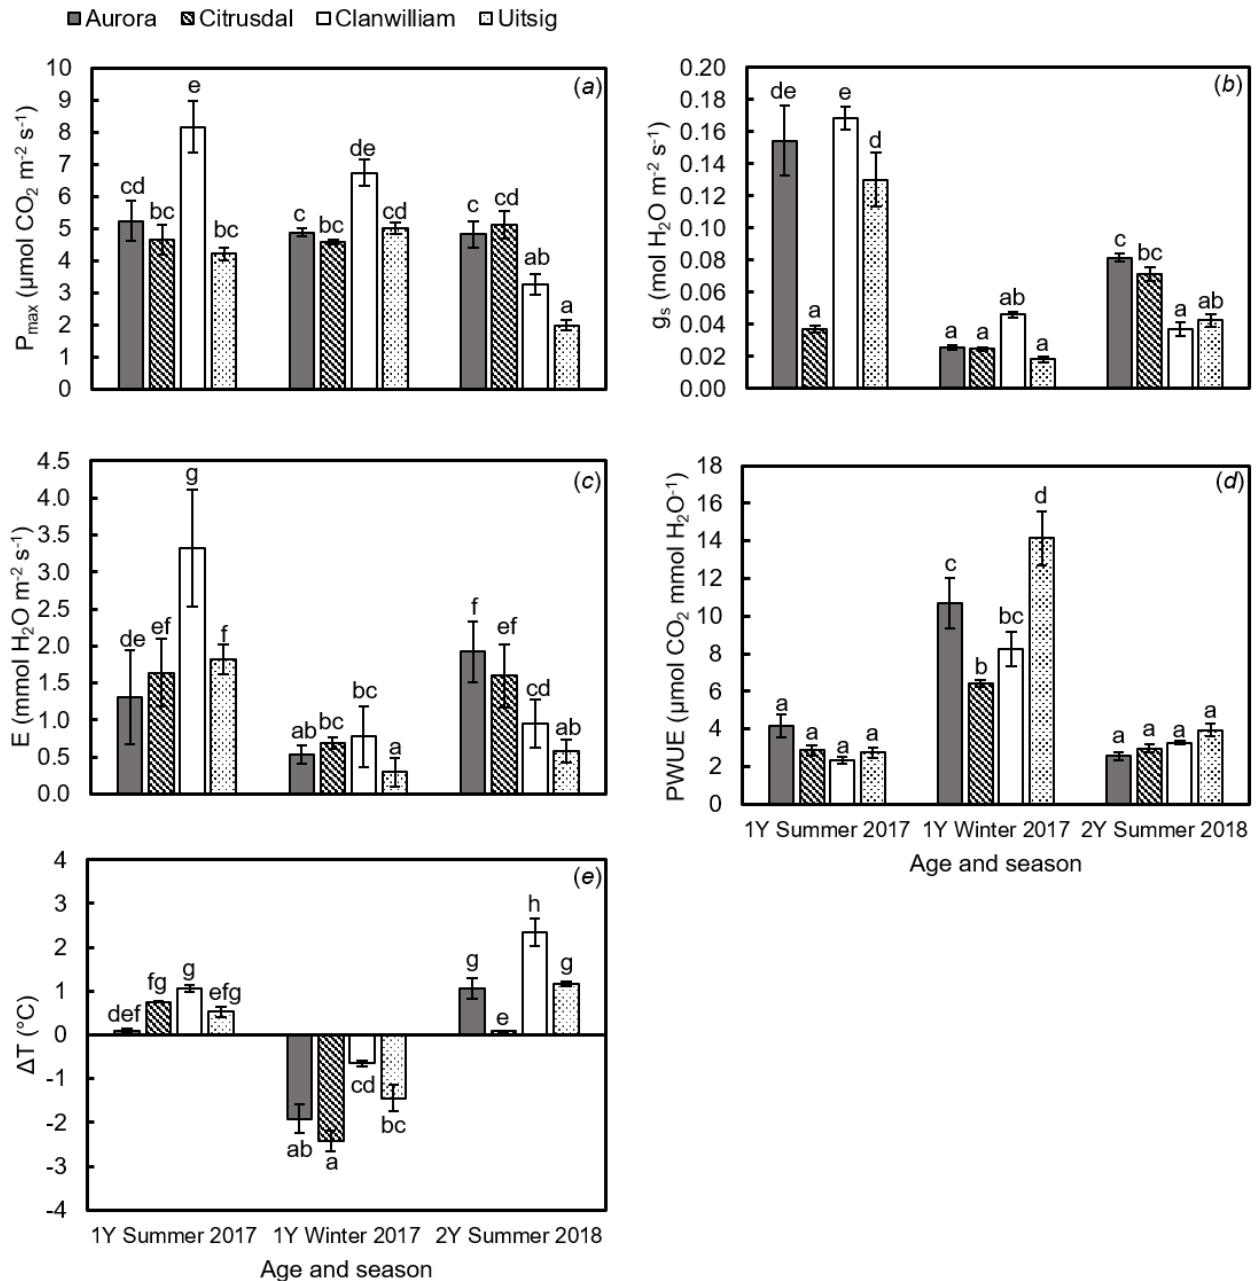 Aurora Citrusdal Clanwilliam Uitsig
(a)
P_max (µmol CO₂ m⁻² s⁻¹)
10
9
8
7
6
5
4
3
2
1
0
cd bc e bc
c bc de cd
c cd ab a
(b)
g_s (mol H₂O m⁻² s⁻¹)
0.20
0.18
0.16
0.14
0.12
0.10
0.08
0.06
0.04
0.02
0.00
de a e d
a a ab a
c bc a ab
(c)
E (mmol H₂O m⁻² s⁻¹)
4.5
4.0
3.5
3.0
2.5
2.0
1.5
1.0
0.5
0.0
de ef g f
ab bc bc a
f ef cd ab
(d)
PWUE (µmol CO₂ mmol H₂O⁻¹)
18
16
14
12
10
8
6
4
2
0
a a a a
c b bc d
a a a a
1Y Summer 2017 1Y Winter 2017 2Y Summer 2018
Age and season
(e)
ΔT (°C)
4
3
2
1
0
-1
-2
-3
-4
def fg g efg
ab a cd bc
g e h g
1Y Summer 2017 1Y Winter 2017 2Y Summer 2018
Age and season